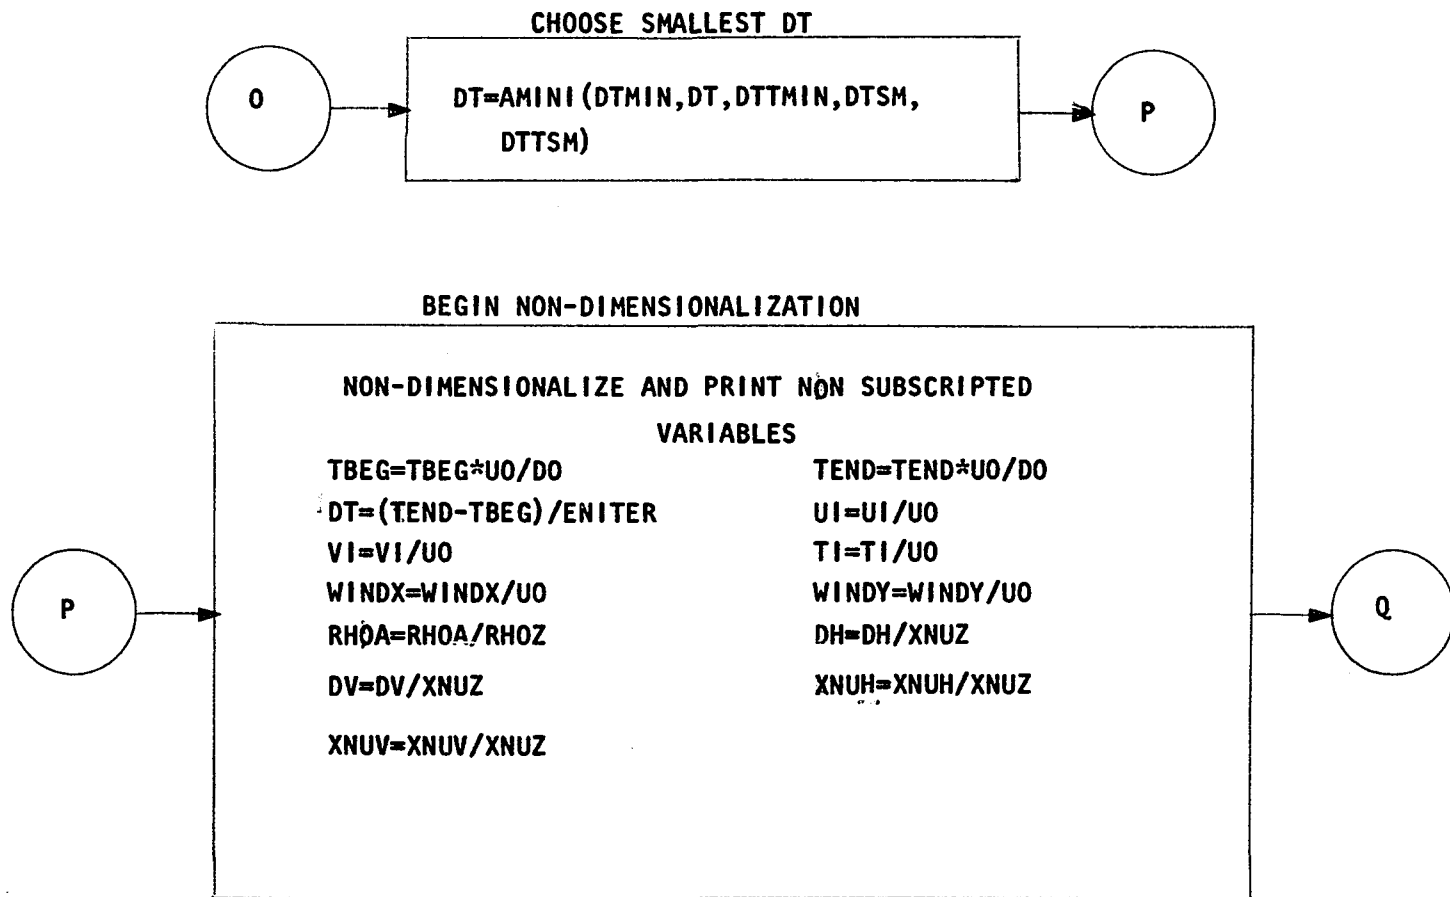 CHOOSE SMALLEST DT
O
DT=AMINI(DTMIN,DT,DTTMIN,DTSM,
DTTSM)
P
BEGIN NON-DIMENSIONALIZATION
NON-DIMENSIONALIZE AND PRINT NON SUBSCRIPTED
VARIABLES
TBEG=TBEG*UO/DO TEND=TEND*UO/DO
DT=(TEND-TBEG)/ENITER UI=UI/UO
VI=VI/UO TI=TI/UO
WINDX=WINDX/UO WINDY=WINDY/UO
P
Q
RHOA=RHOA/RHOZ DH=DH/XNUZ
DV=DV/XNUZ XNUH=XNUH/XNUZ
XNUV=XNUV/XNUZ